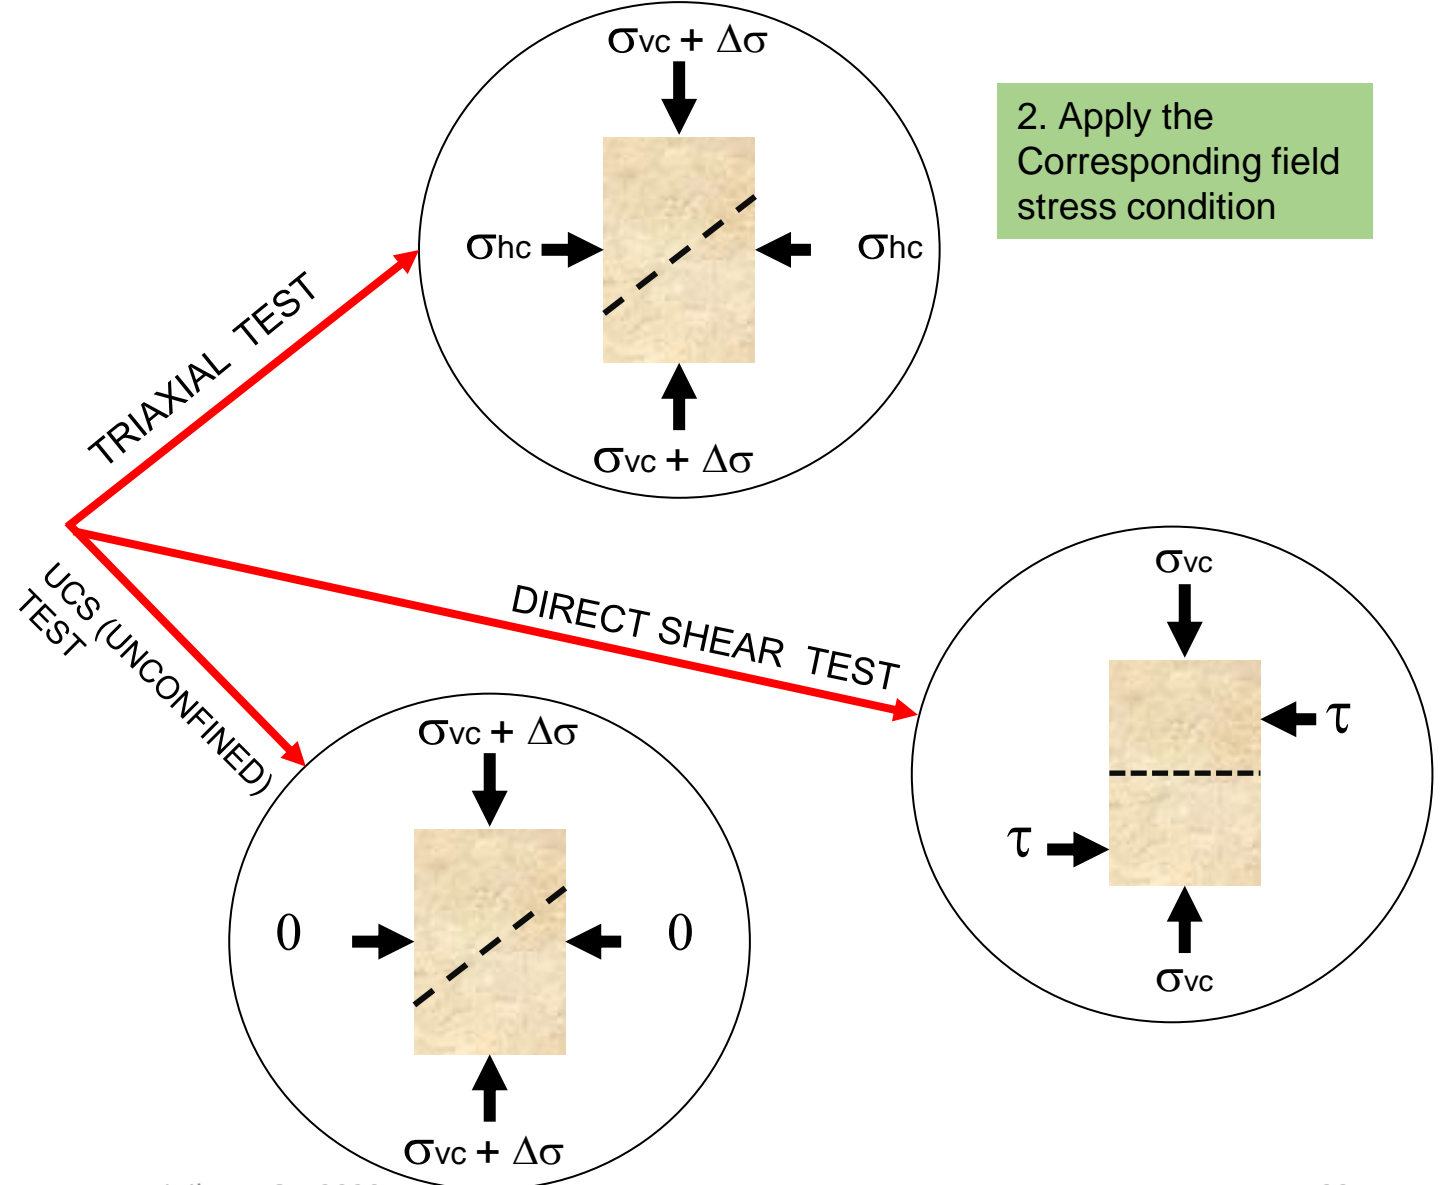 σvc + Δσ
2. Apply the
Corresponding field
stress condition
σhc
σhc
TRIAXIAL TEST
σvc + Δσ
UCS (UNCONFINED)
TEST
DIRECT SHEAR TEST
σvc
τ
τ
σvc
σvc + Δσ
0
0
σvc + Δσ